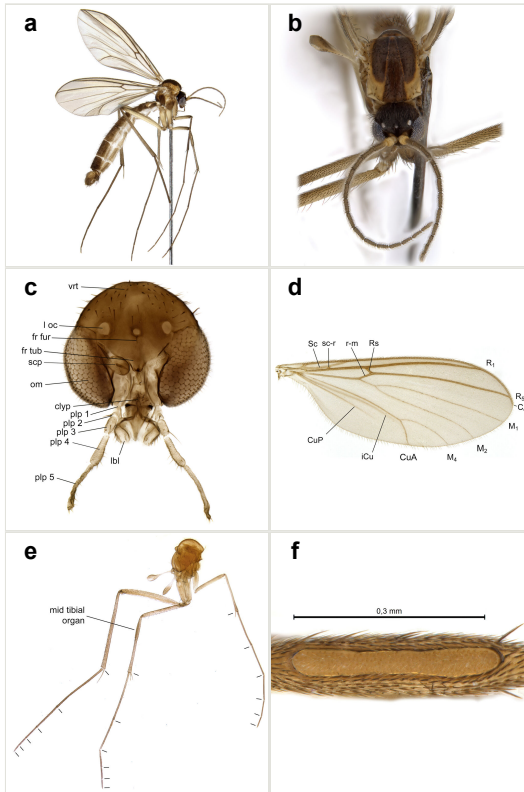 a
b
c
vrt
l oc
fr fur
fr tub
scp
om
clyp
plp 1
plp 2
plp 3
plp 4
lbl
plp 5
d
Sc
sc-r
r-m
Rs
R1
M1
M2
M4
CuA
iCu
CuP
e
mid tibial
organ
f
0,3 mm